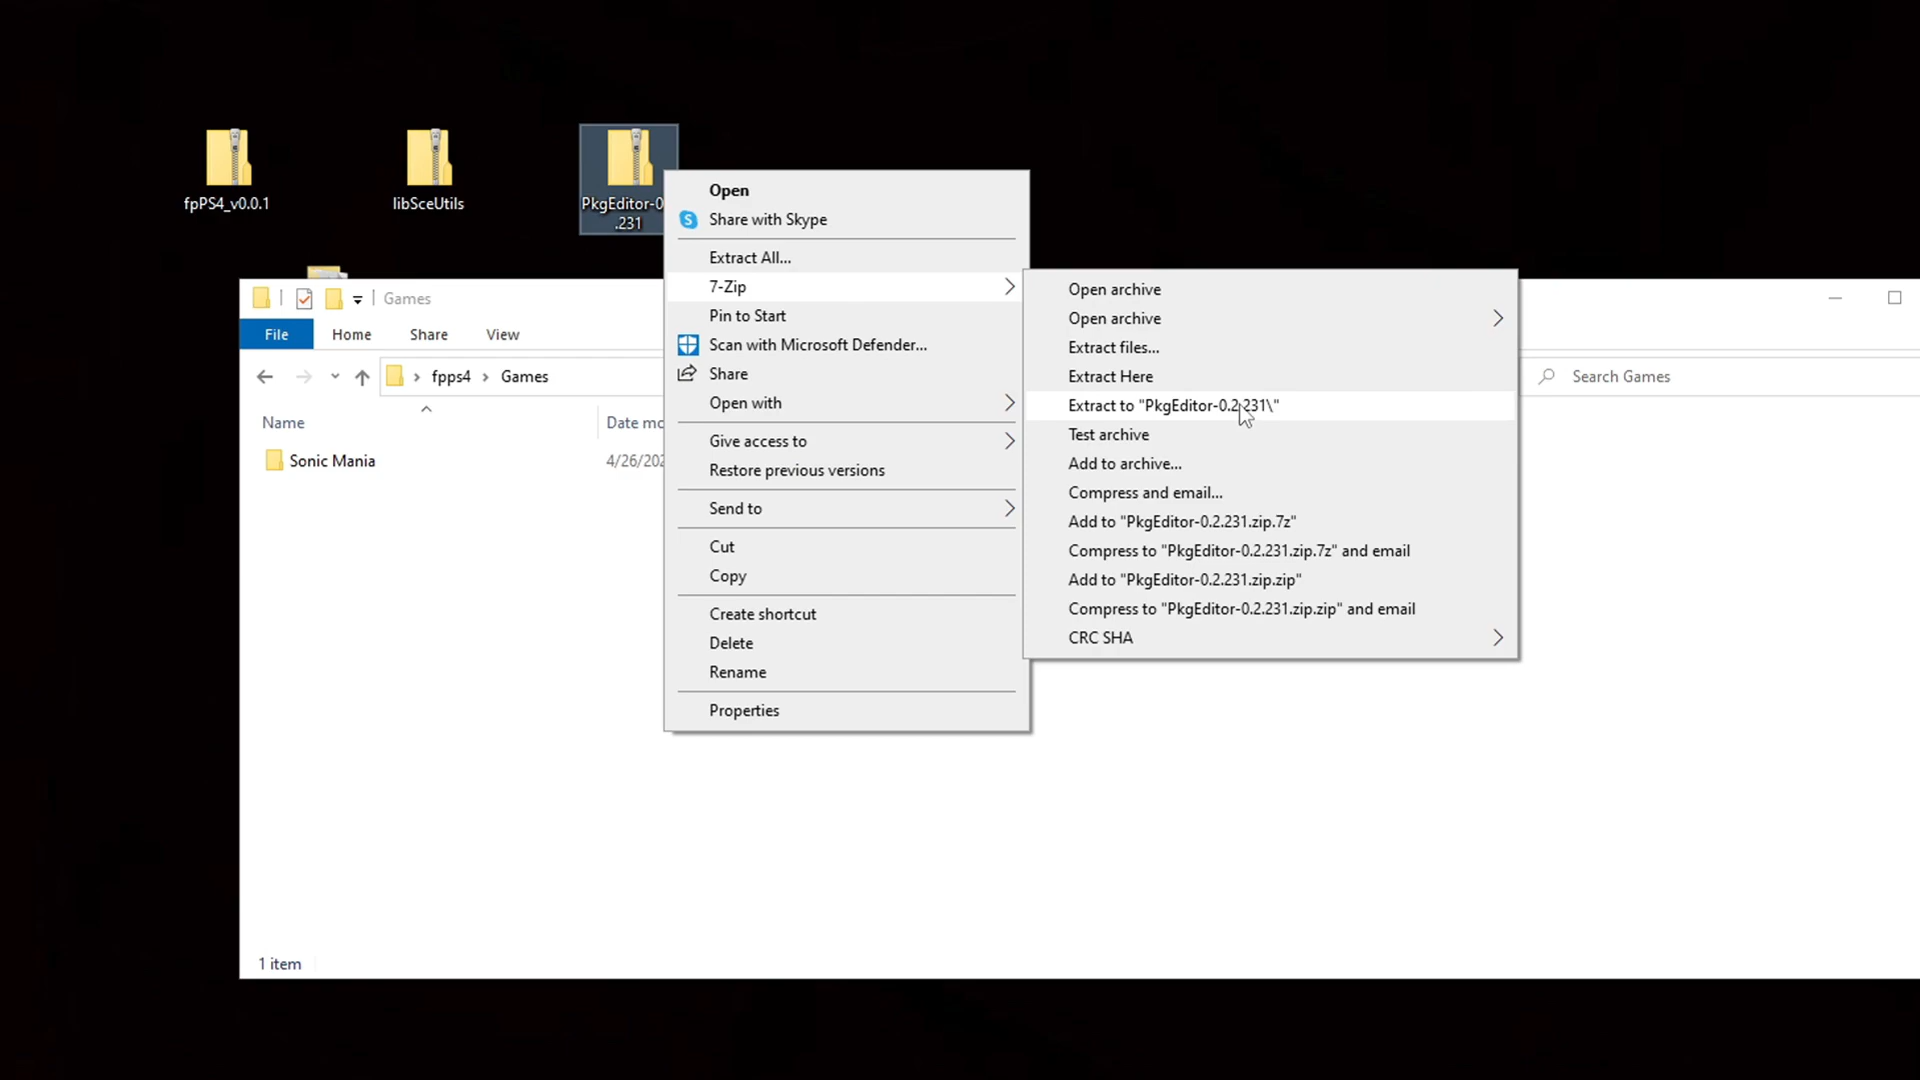 fpPS4_v0.0.1
libSceUtils
PkgEditor-0
.231
Open
Share with Skype
Extract All...
7-Zip
Pin to Start
Scan with Microsoft Defender...
Share
Open with
Give access to
Restore previous versions
Send to
Cut
Copy
Create shortcut
Delete
Rename
Properties
Open archive
Open archive
Extract files...
Extract Here
Extract to "PkgEditor-0.2.231\"
Test archive
Add to archive...
Compress and email...
Add to "PkgEditor-0.2.231.zip.7z"
Compress to "PkgEditor-0.2.231.zip.7z" and email
Add to "PkgEditor-0.2.231.zip.zip"
Compress to "PkgEditor-0.2.231.zip.zip" and email
CRC SHA
Games
File Home Share View
fpps4 Games
Search Games
Name Date mo
Sonic Mania 4/26/202
1 item